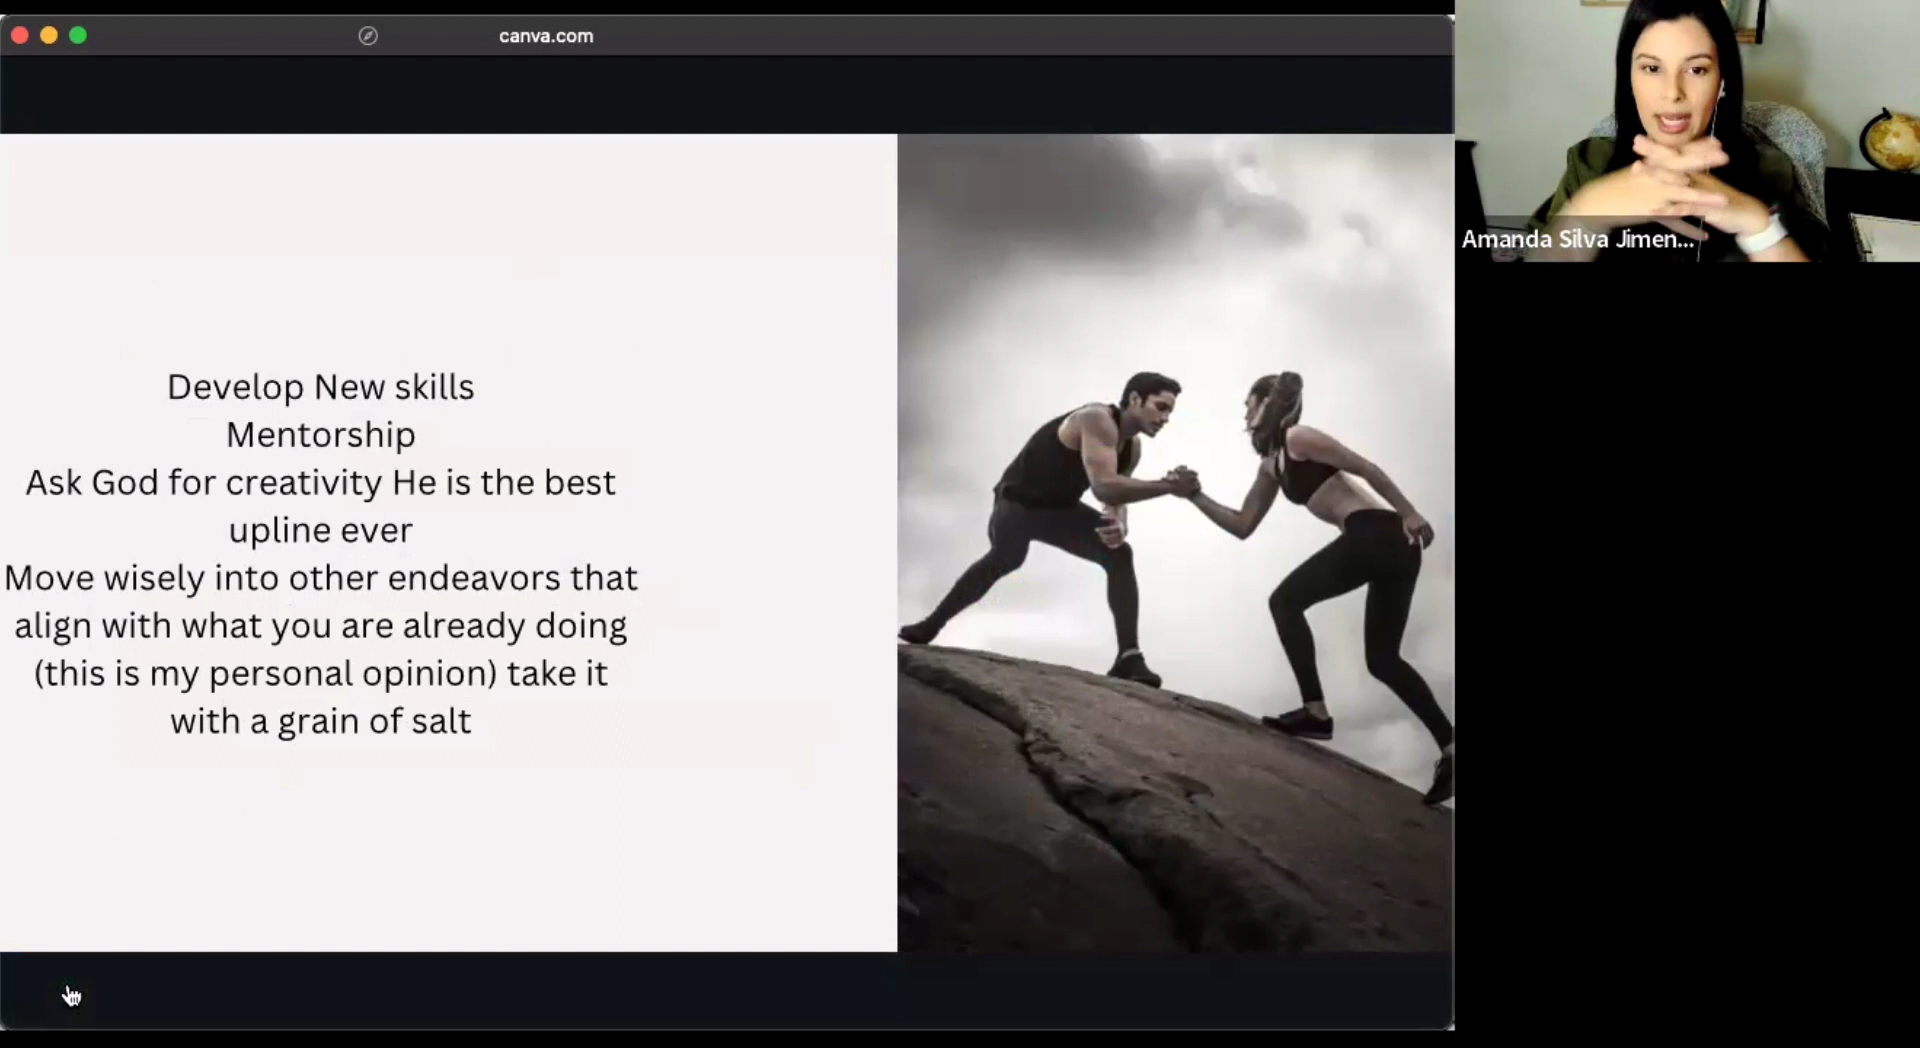 canva.com
Develop New skills
Mentorship
Ask God for creativity He is the best
upline ever
Move wisely into other endeavors that
align with what you are already doing
(this is my personal opinion) take it
with a grain of salt
Amanda Silva Jimen...